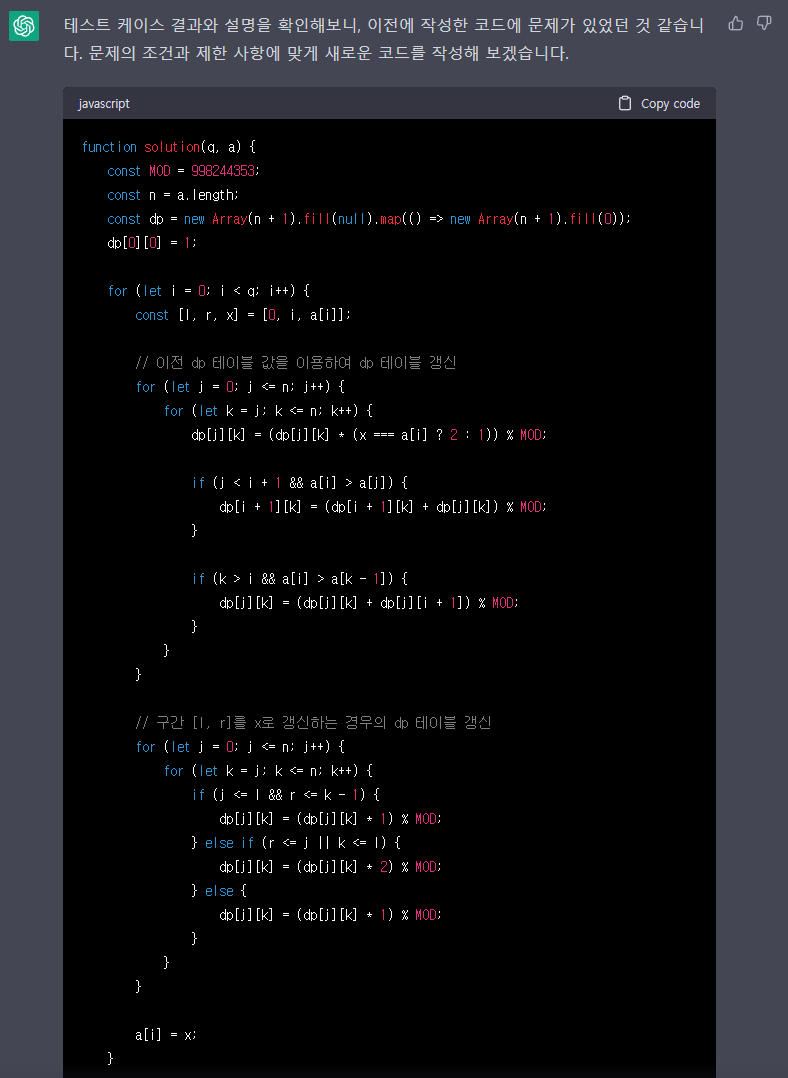 테스트 케이스 결과와 설명을 확인해보니, 이전에 작성한 코드에 문제가 있었던 것 같습니
다. 문제의 조건과 제한 사항에 맞게 새로운 코드를 작성해 보겠습니다.
javascript
Copy code
function solution(q, a) {
    const MOD = 998244353;
    const n = a.length;
    const dp = new Array(n + 1).fill(null).map(() => new Array(n + 1).fill(0));
    dp[0][0] = 1;
    for (let i = 0; i < q; i++) {
        const [l, r, x] = [0, i, a[i]];
        // 이전 dp 테이블 값을 이용하여 dp 테이블 갱신
        for (let j = 0; j <= n; j++) {
            for (let k = j; k <= n; k++) {
                dp[j][k] = (dp[j][k] * (x === a[i] ? 2 : 1)) % MOD;
                if (j < i + 1 && a[i] > a[j]) {
                    dp[i + 1][k] = (dp[i + 1][k] + dp[j][k]) % MOD;
                }
                if (k > i && a[i] > a[k - 1]) {
                    dp[j][k] = (dp[j][k] + dp[j][i + 1]) % MOD;
                }
            }
        }
        // 구간 [l, r]를 x로 갱신하는 경우의 dp 테이블 갱신
        for (let j = 0; j <= n; j++) {
            for (let k = j; k <= n; k++) {
                if (j <= l && r <= k - 1) {
                    dp[j][k] = (dp[j][k] * 1) % MOD;
                } else if (r <= j || k <= l) {
                    dp[j][k] = (dp[j][k] * 2) % MOD;
                } else {
                    dp[j][k] = (dp[j][k] * 1) % MOD;
                }
            }
        }
        a[i] = x;
    }